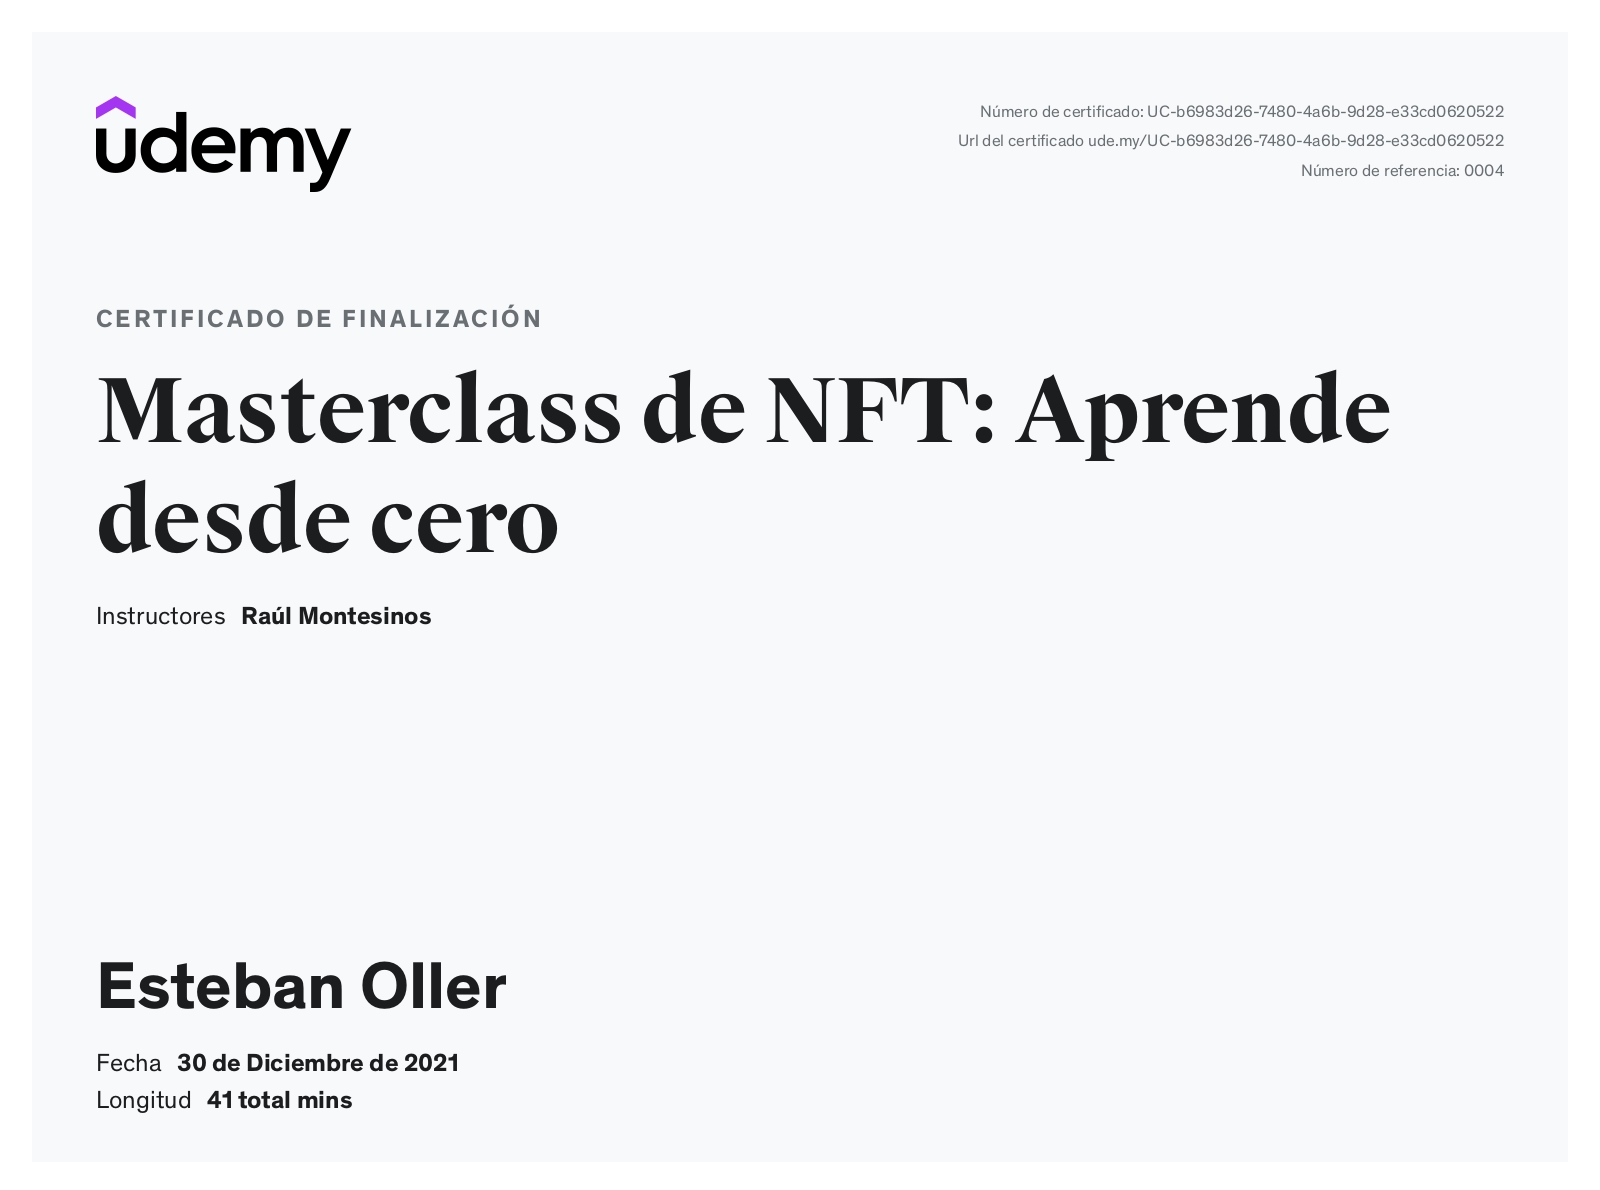 udemy
Número de certificado: UC-b6983d26-7480-4a6b-9d28-e33cd0620522
Url del certificado ude.my/UC-b6983d26-7480-4a6b-9d28-e33cd0620522
Número de referencia: 0004
CERTIFICADO DE FINALIZACIÓN
Masterclass de NFT: Aprende
desde cero
Instructores Raúl Montesinos
Esteban Oller
Fecha 30 de Diciembre de 2021
Longitud 41 total mins